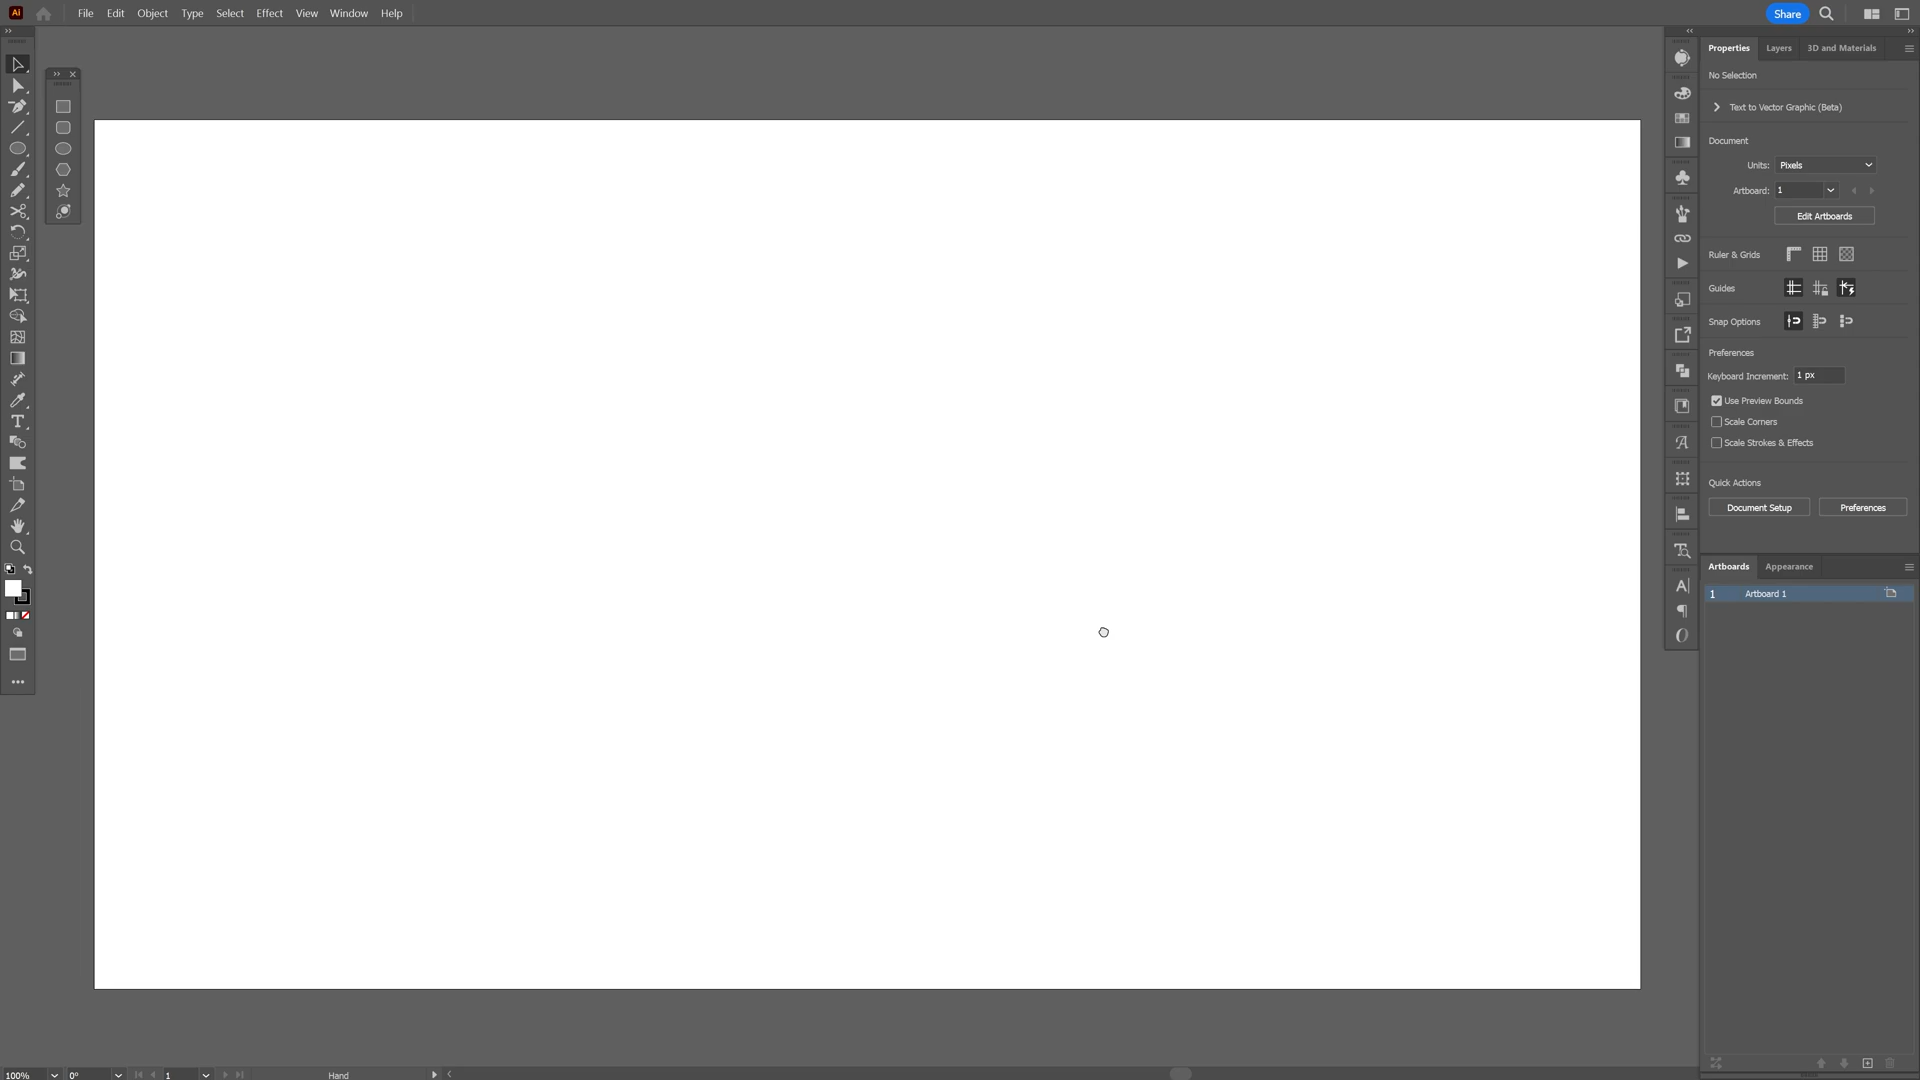 Ai File Edit Object Type Select Effect View Window Help Share
Properties Layers 3D and Materials
No Selection
Text to Vector Graphic (Beta)
Document
Units: Pixels
Artboard: 1
Edit Artboards
Ruler & Grids
Guides
Snap Options
Preferences
Keyboard Increment: 1 px
Use Preview Bounds
Scale Corners
Scale Strokes & Effects
Quick Actions
Document Setup Preferences
Artboards Appearance
1 Artboard 1
100% 0° 1 Hand